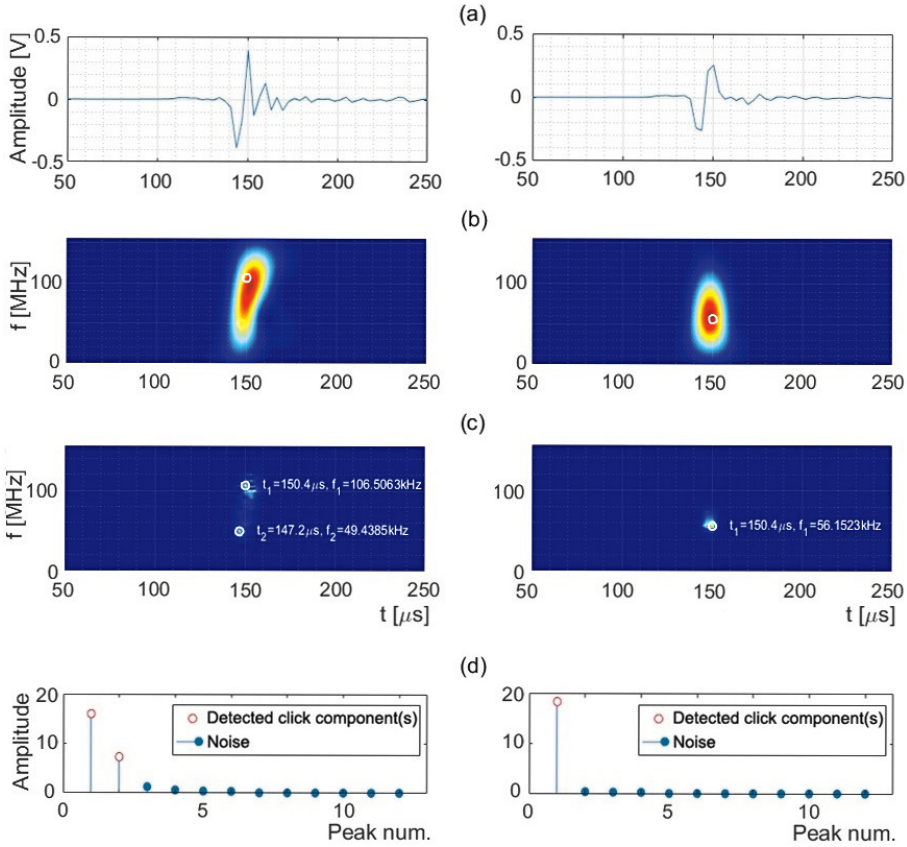 (a)
0.5
0
-0.5
Amplitude [V]
50 100 150 200 250
0.5
0
-0.5
50 100 150 200 250
(b)
100
0
f [MHz]
50 100 150 200 250
100
0
50 100 150 200 250
(c)
100
0
f [MHz]
t1=150.4μs, f1=106.5063kHz
t2=147.2μs, f2=49.4385kHz
50 100 150 200 250
t [μs]
100
0
t1=150.4μs, f1=56.1523kHz
50 100 150 200 250
t [μs]
(d)
20
10
0
Amplitude
Detected click component(s)
Noise
0 5 10
Peak num.
20
10
0
Detected click component(s)
Noise
0 5 10
Peak num.